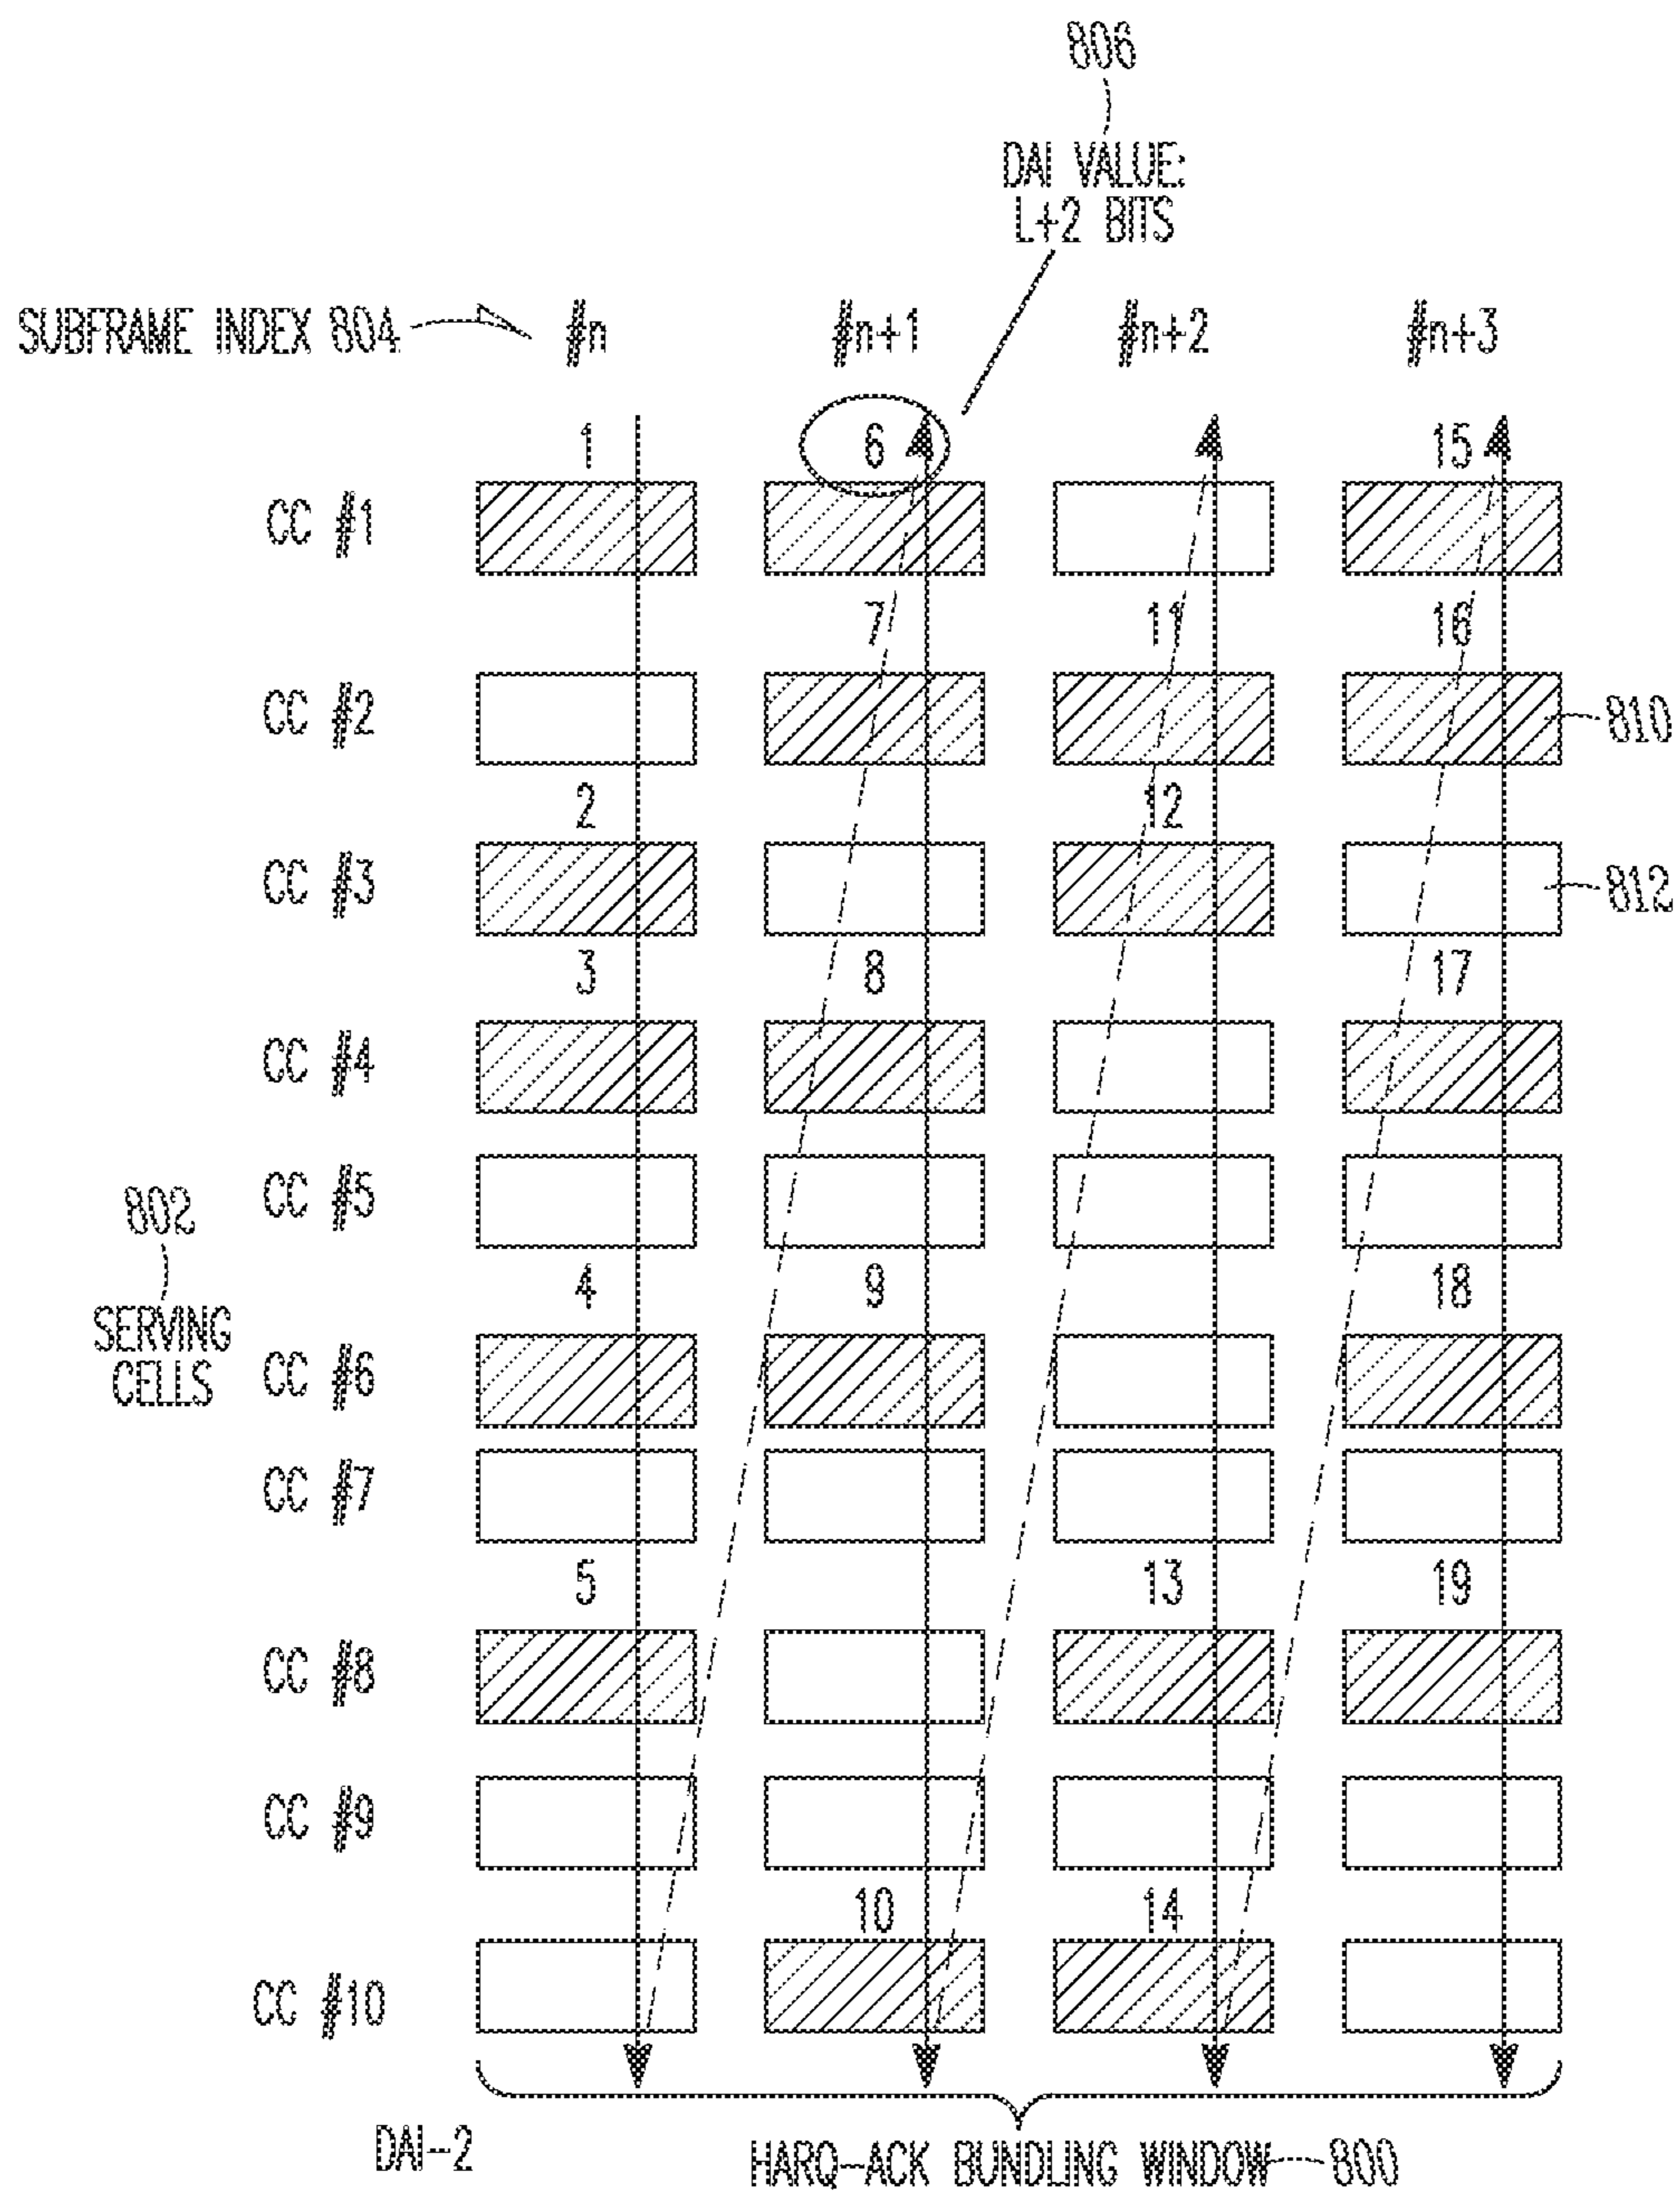 806
DAI VALUE:
L+2 BITS
SUBFRAME INDEX 804 #n #n+1 #n+2 #n+3
1 6 15
CC #1
7 11 16
CC #2 810
2 12
CC #3 812
3 8 17
CC #4
CC #5
802
SERVING
CELLS
4 9 18
CC #6
CC #7
5 13 19
CC #8
CC #9
10 14
CC #10
DAI-2 HARQ-ACK BUNDLING WINDOW 800